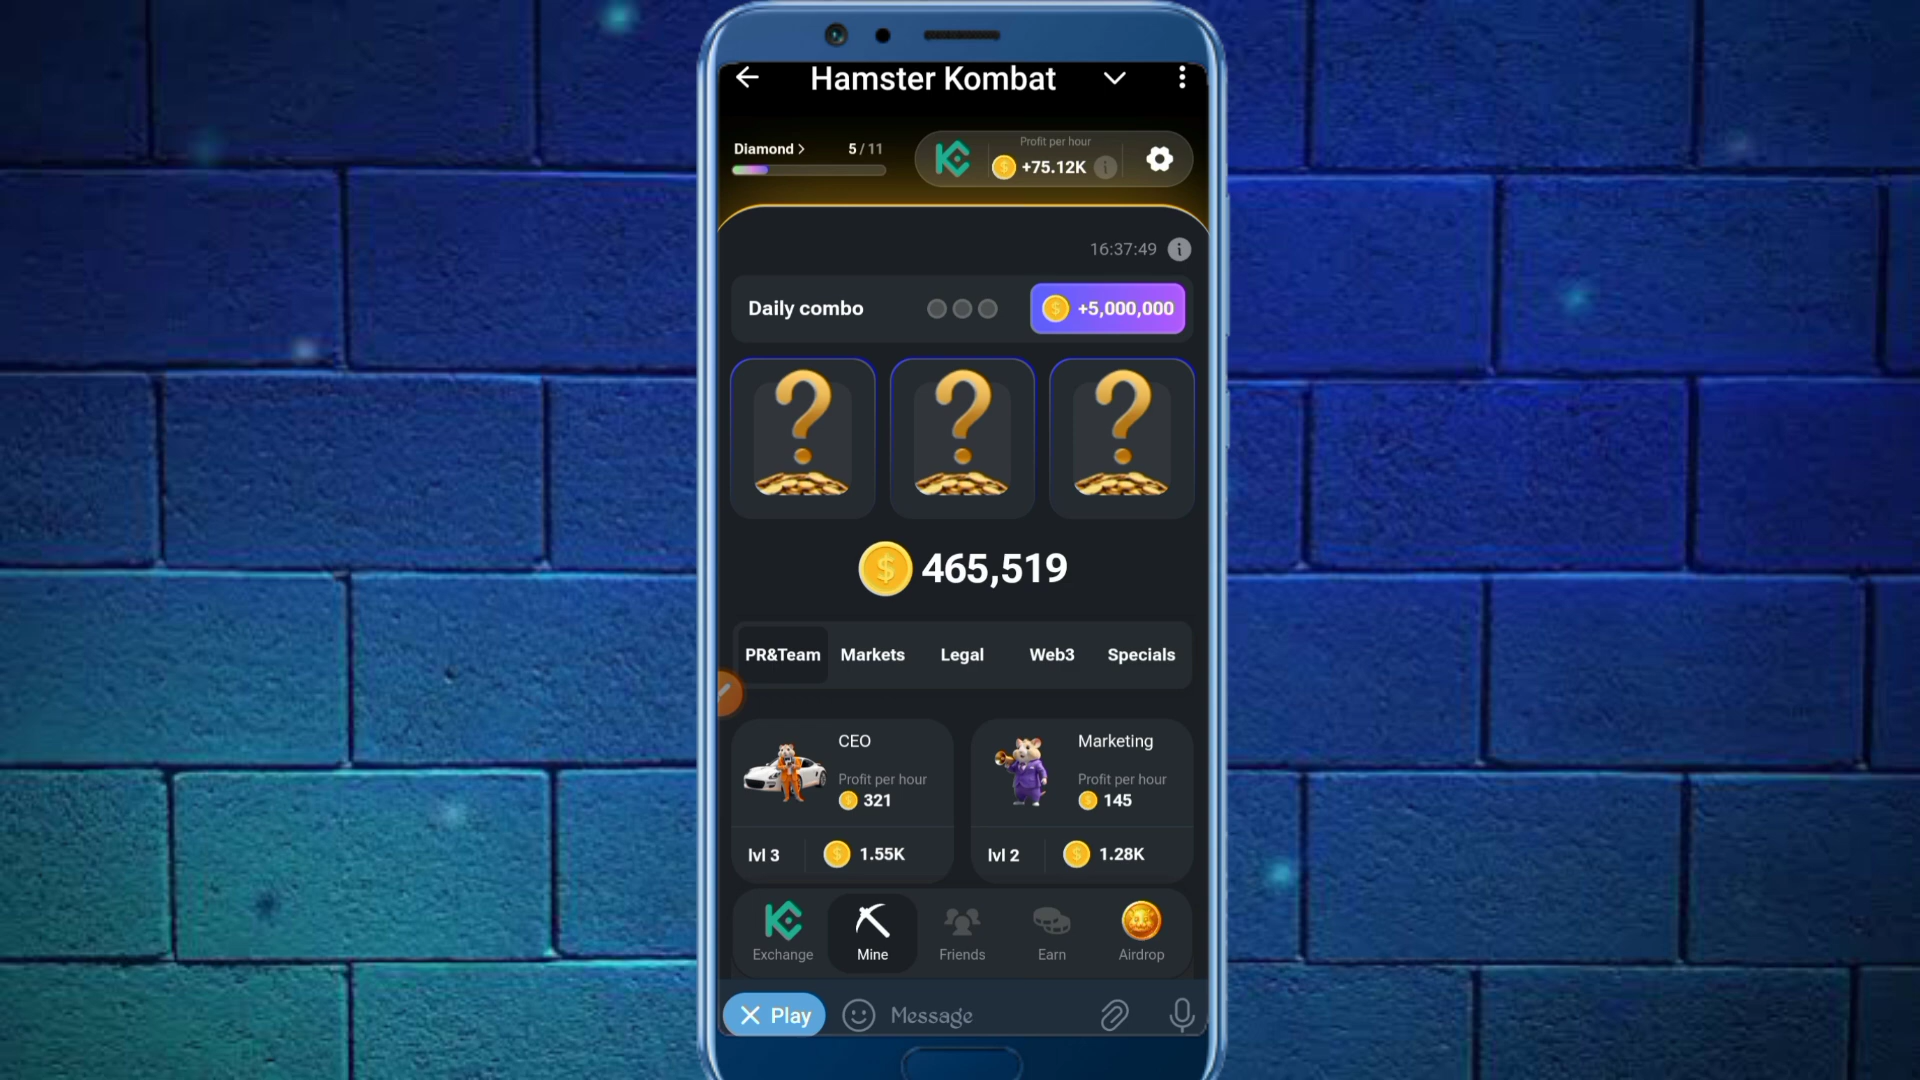 Hamster Kombat
Diamond >
5 / 11
Profit per hour
+75.12K
16:37:49
Daily combo
+5,000,000
465,519
PR&Team
Markets
Legal
Web3
Specials
CEO
Profit per hour
321
lvl 3
1.55K
Marketing
Profit per hour
145
lvl 2
1.28K
Exchange
Mine
Friends
Earn
Airdrop
Play
Message